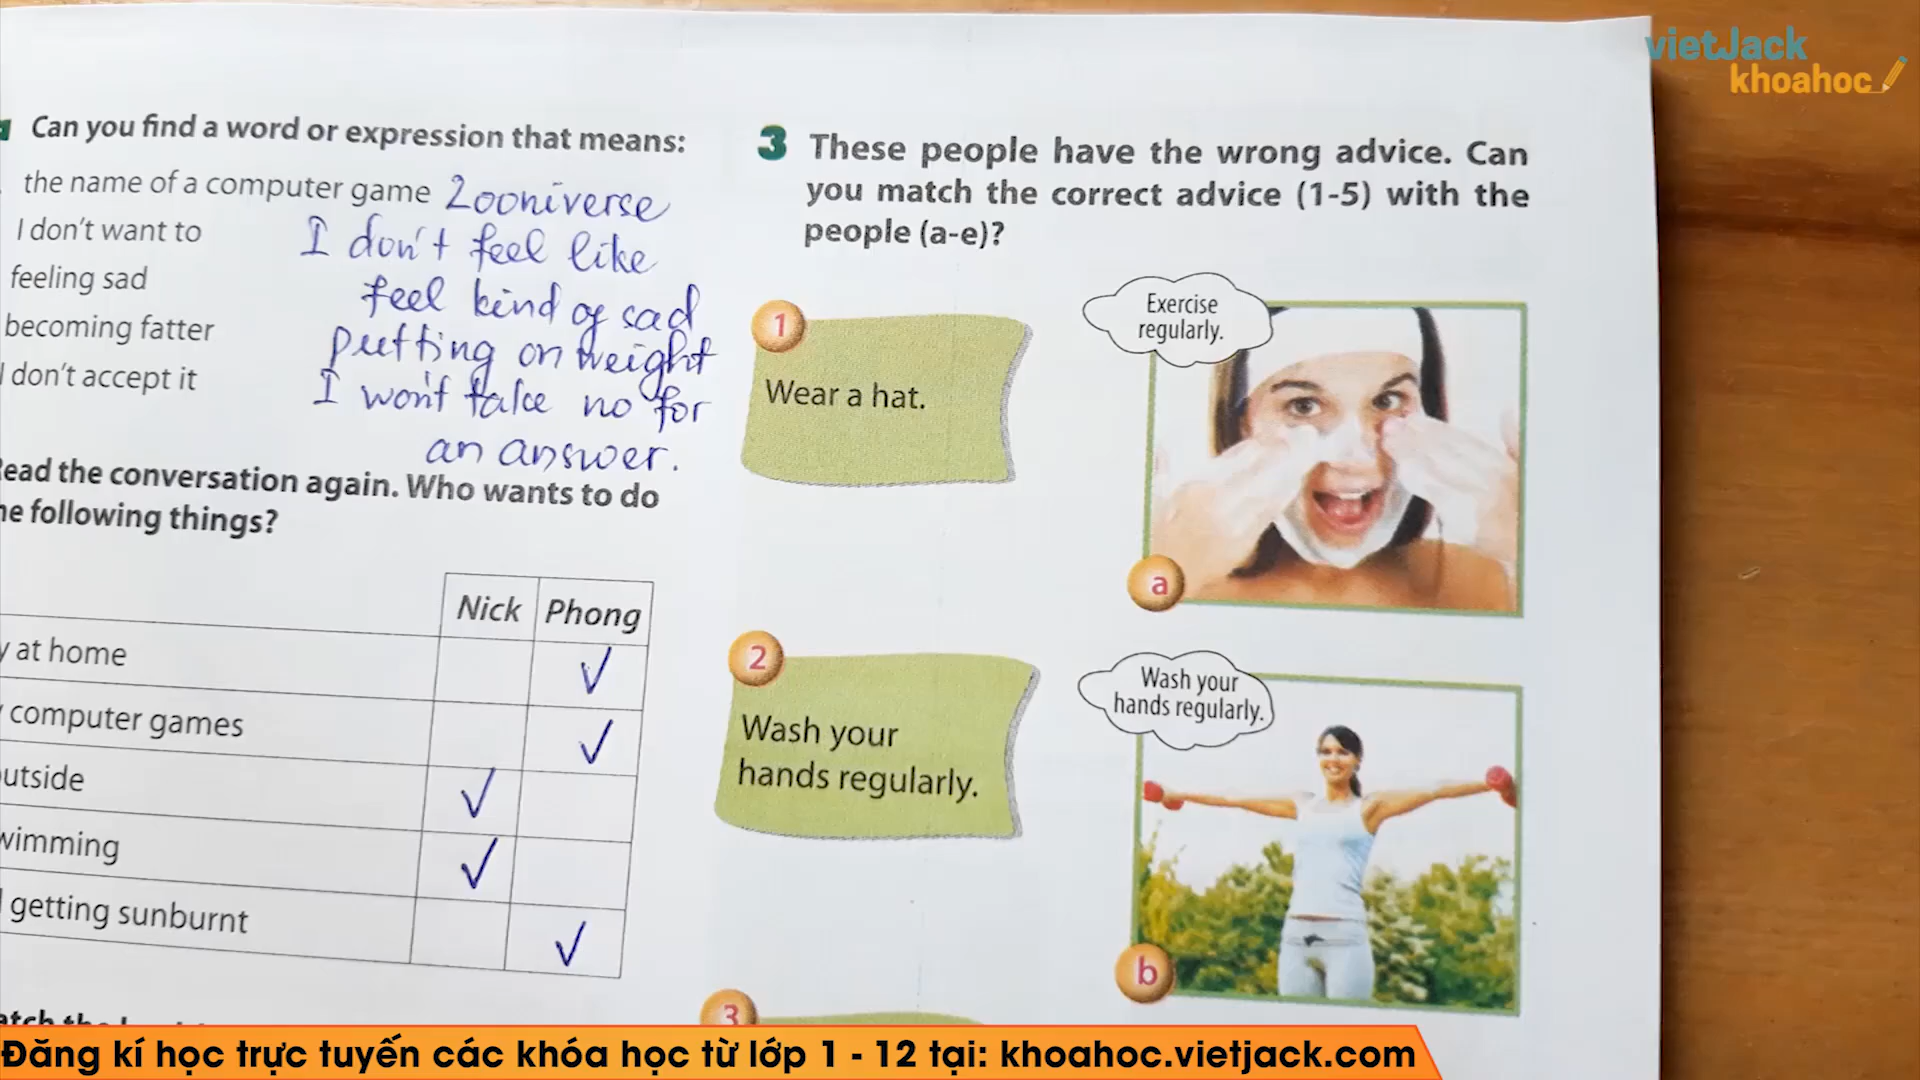 vietJack
khoahoc
Can you find a word or expression that means:
the name of a computer game Zooniverse
I don't want to I don't feel like
feeling sad feel kind of sad
becoming fatter putting on weight
I don't accept it I won't take no for
an answer.
ead the conversation again. Who wants to do
he following things?
Nick Phong
y at home ✓
y computer games ✓
outside ✓
wimming ✓
getting sunburnt ✓
3 These people have the wrong advice. Can
you match the correct advice (1-5) with the
people (a-e)?
1
Wear a hat.
Exercise
regularly.
a
2
Wash your
hands regularly.
Wash your
hands regularly.
b
3
Đăng kí học trực tuyến các khóa học từ lớp 1 - 12 tại: khoahoc.vietjack.com